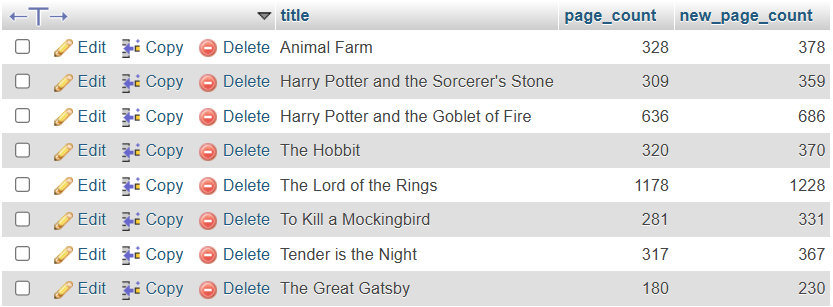 title page_count new_page_count
Edit Copy Delete Animal Farm 328 378
Edit Copy Delete Harry Potter and the Sorcerer's Stone 309 359
Edit Copy Delete Harry Potter and the Goblet of Fire 636 686
Edit Copy Delete The Hobbit 320 370
Edit Copy Delete The Lord of the Rings 1178 1228
Edit Copy Delete To Kill a Mockingbird 281 331
Edit Copy Delete Tender is the Night 317 367
Edit Copy Delete The Great Gatsby 180 230